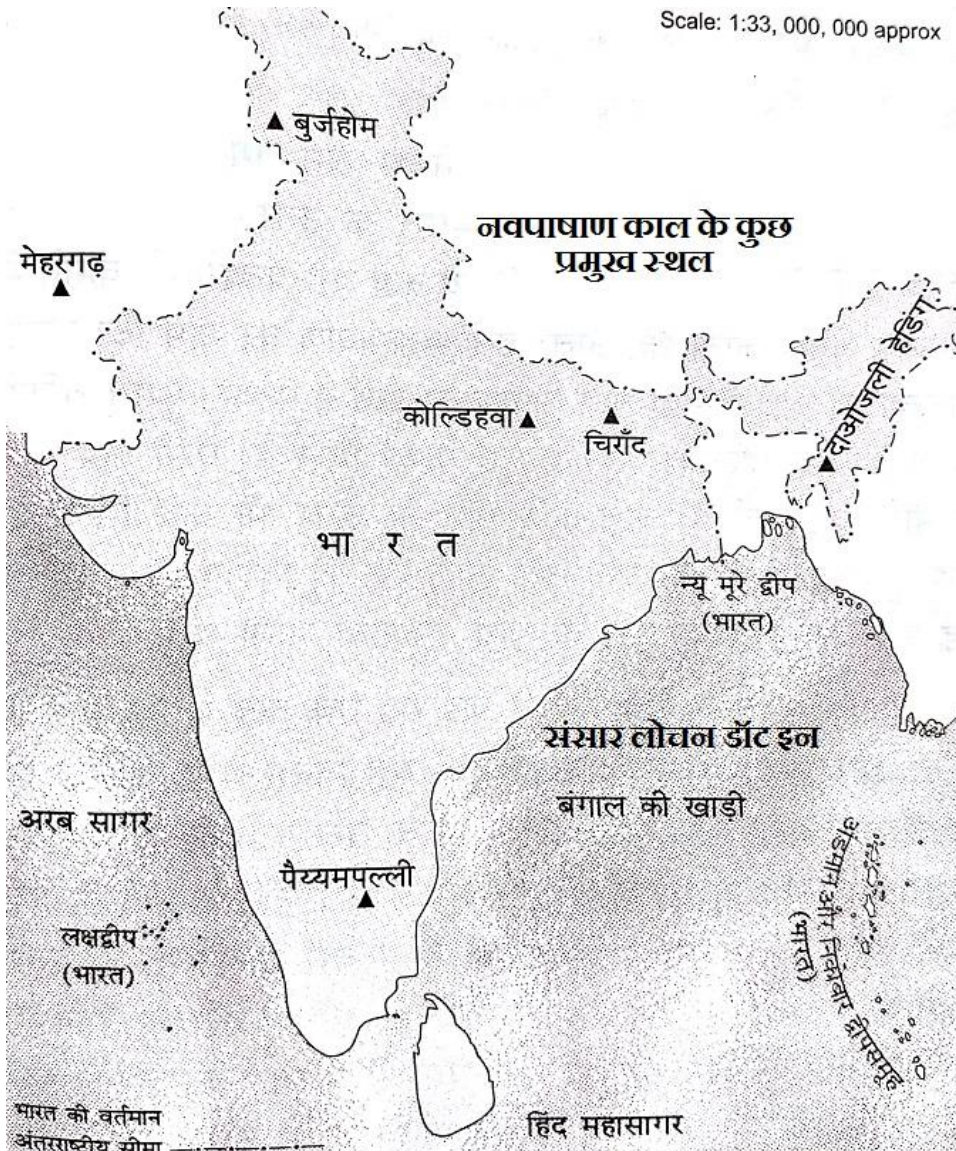 Scale: 1:33, 000, 000 approx
बुर्जहोम
नवपाषाण काल के कुछ
प्रमुख स्थल
मेहरगढ़
दाओजली हेडिंग
कोल्डिहवा
चिराँद
भा र त
न्यू मूरे द्वीप
(भारत)
संसार लोचन डॉट इन
बंगाल की खाड़ी
अरब सागर
अंडमान और निकोबार द्वीपसमूह
(भारत)
पैय्यमपल्ली
लक्षद्वीप
(भारत)
भारत की वर्तमान
अंतरराष्ट्रीय सीमा
हिंद महासागर